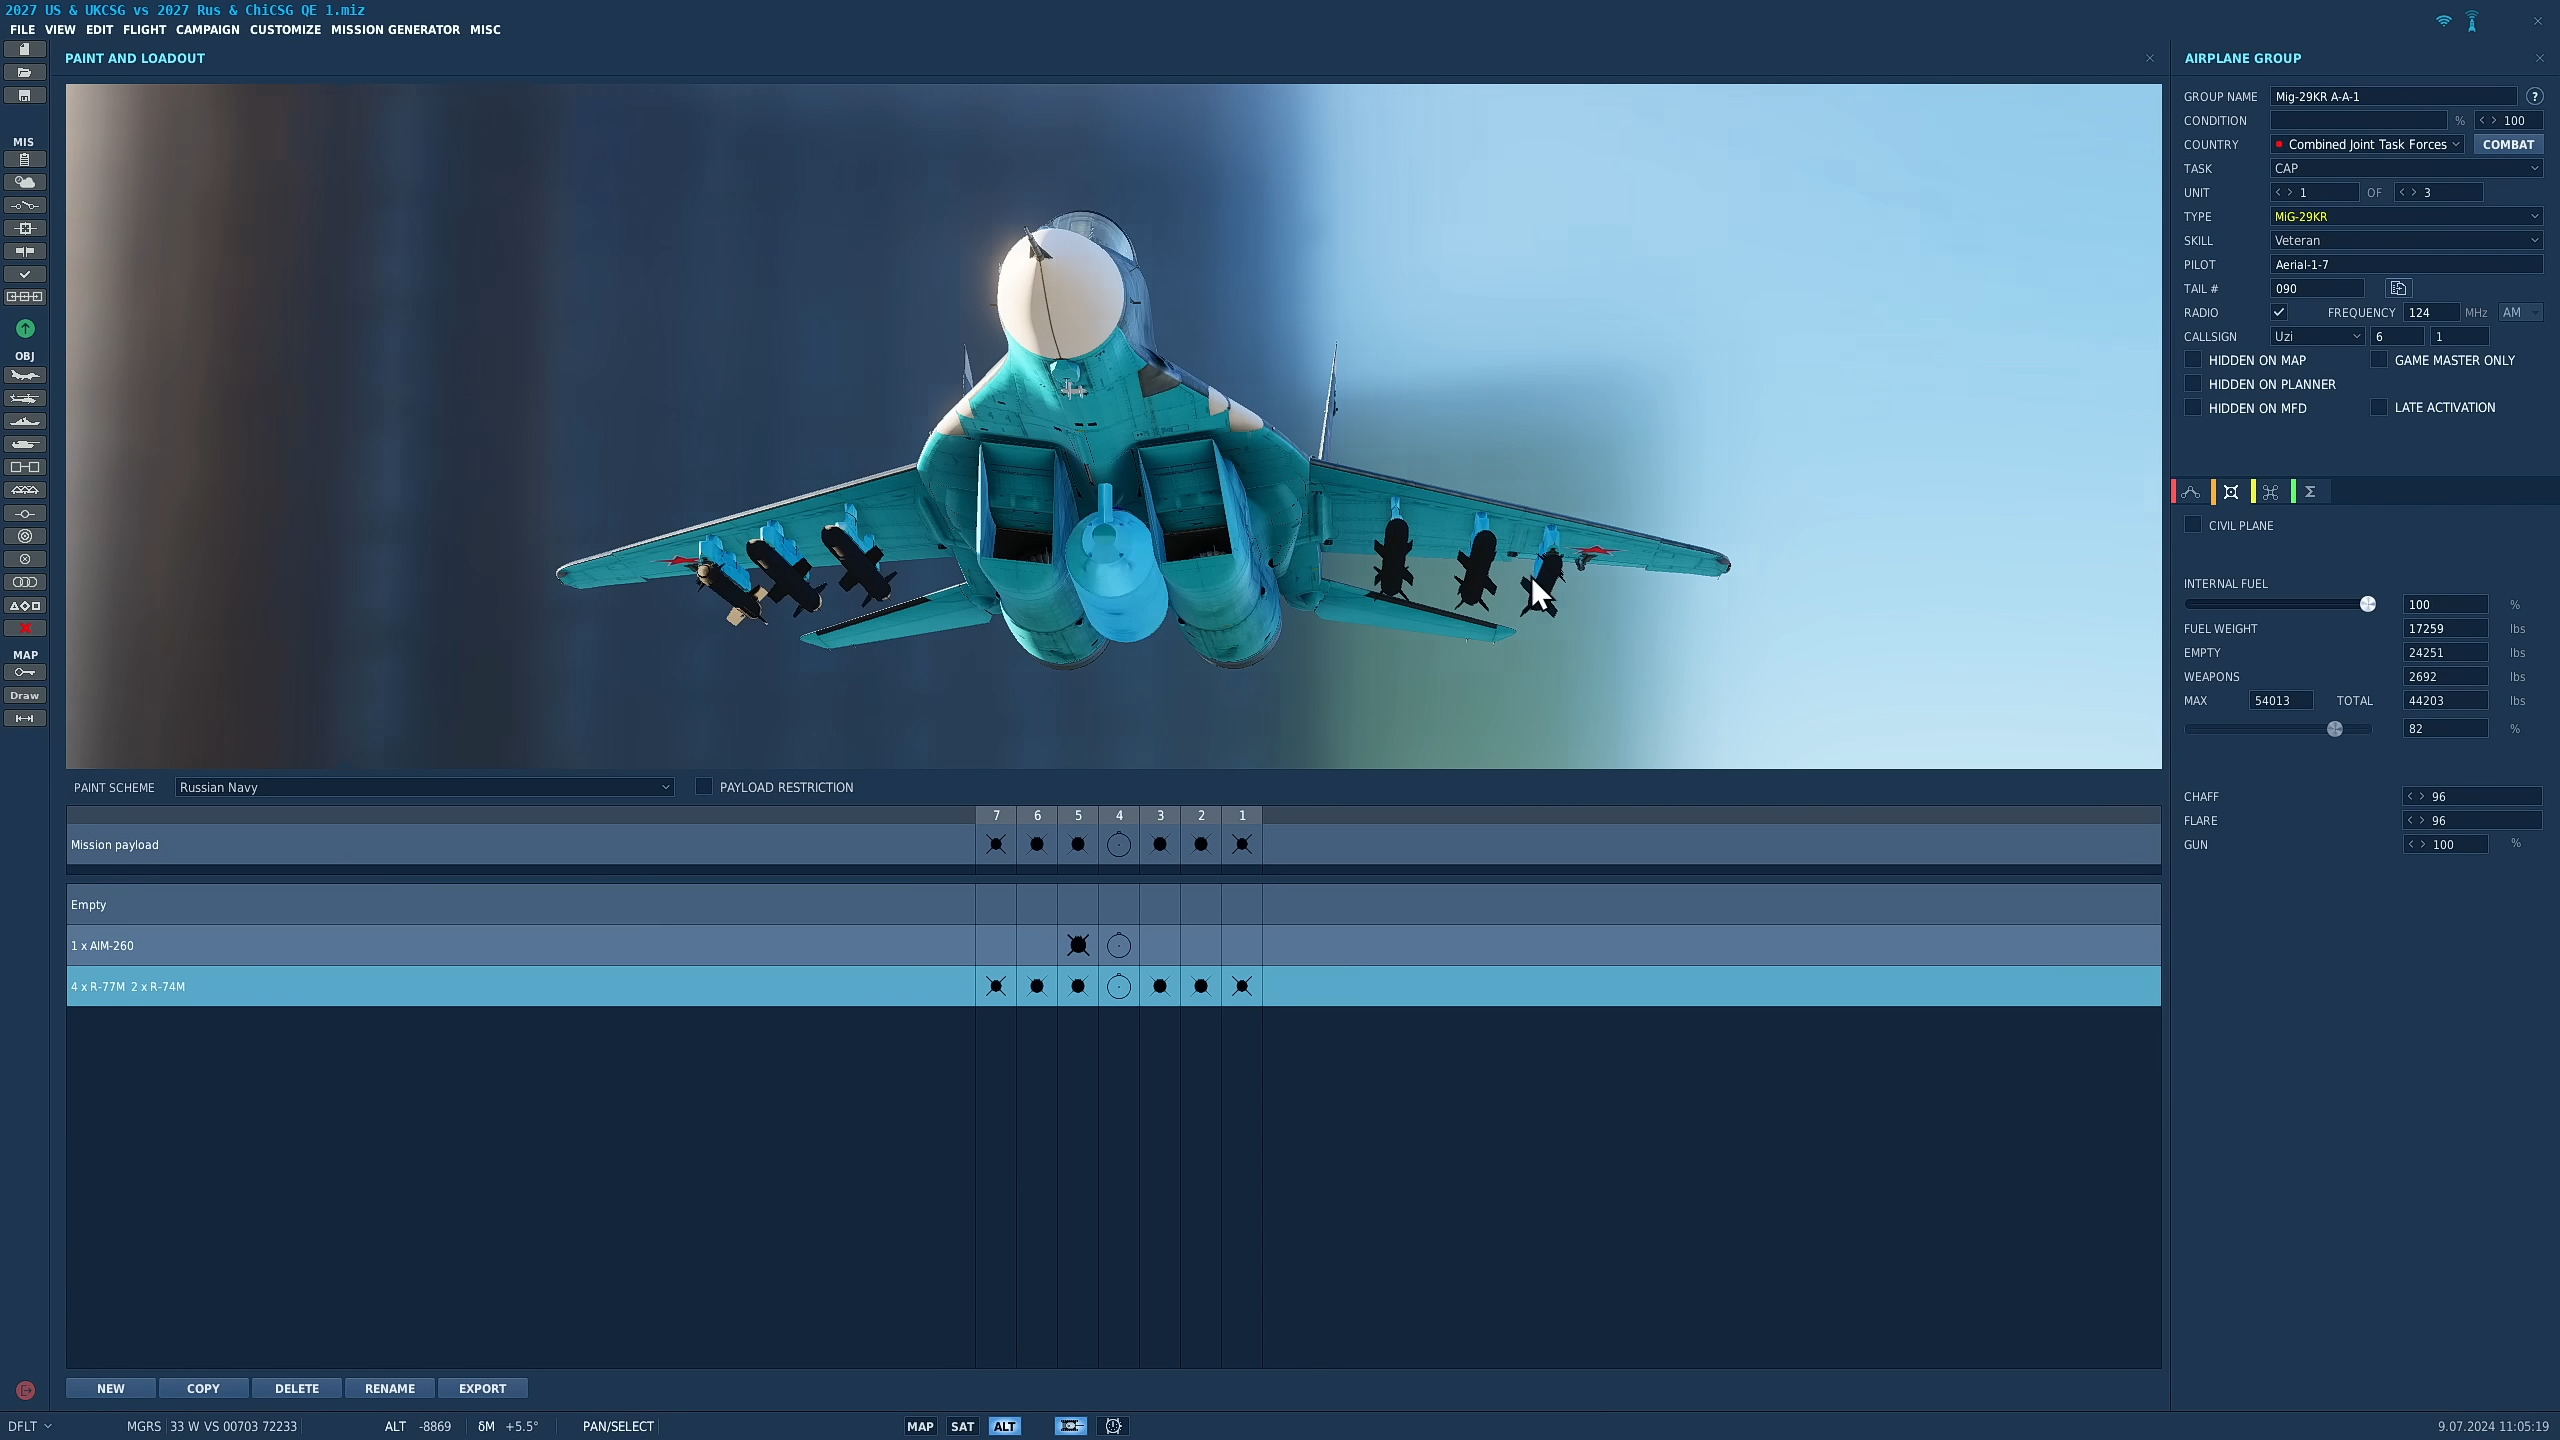 2027 US & UKCSG vs 2027 Rus & ChiCSG QE 1.miz
FILE VIEW EDIT FLIGHT CAMPAIGN CUSTOMIZE MISSION GENERATOR MISC
PAINT AND LOADOUT
MIS
OBJ
MAP
Draw
PAINT SCHEME Russian Navy PAYLOAD RESTRICTION
7 6 5 4 3 2 1
Mission payload
Empty
1 x AIM-260
4 x R-77M 2 x R-74M
NEW COPY DELETE RENAME EXPORT
AIRPLANE GROUP
GROUP NAME Mig-29KR A-A-1 ?
CONDITION % < > 100
COUNTRY Combined Joint Task Forces COMBAT
TASK CAP
UNIT < > 1 OF < > 3
TYPE MiG-29KR
SKILL Veteran
PILOT Aerial-1-7
TAIL # 090
RADIO FREQUENCY 124 MHz AM
CALLSIGN Uzi 6 1
HIDDEN ON MAP GAME MASTER ONLY
HIDDEN ON PLANNER
HIDDEN ON MFD LATE ACTIVATION
Σ
CIVIL PLANE
INTERNAL FUEL
100 %
FUEL WEIGHT 17259 lbs
EMPTY 24251 lbs
WEAPONS 2692 lbs
MAX 54013 TOTAL 44203 lbs
82 %
CHAFF < > 96
FLARE < > 96
GUN < > 100 %
DFLT MGRS 33 W VS 00703 72233 ALT -8869 δM +5.5° PAN/SELECT MAP SAT ALT 9.07.2024 11:05:19